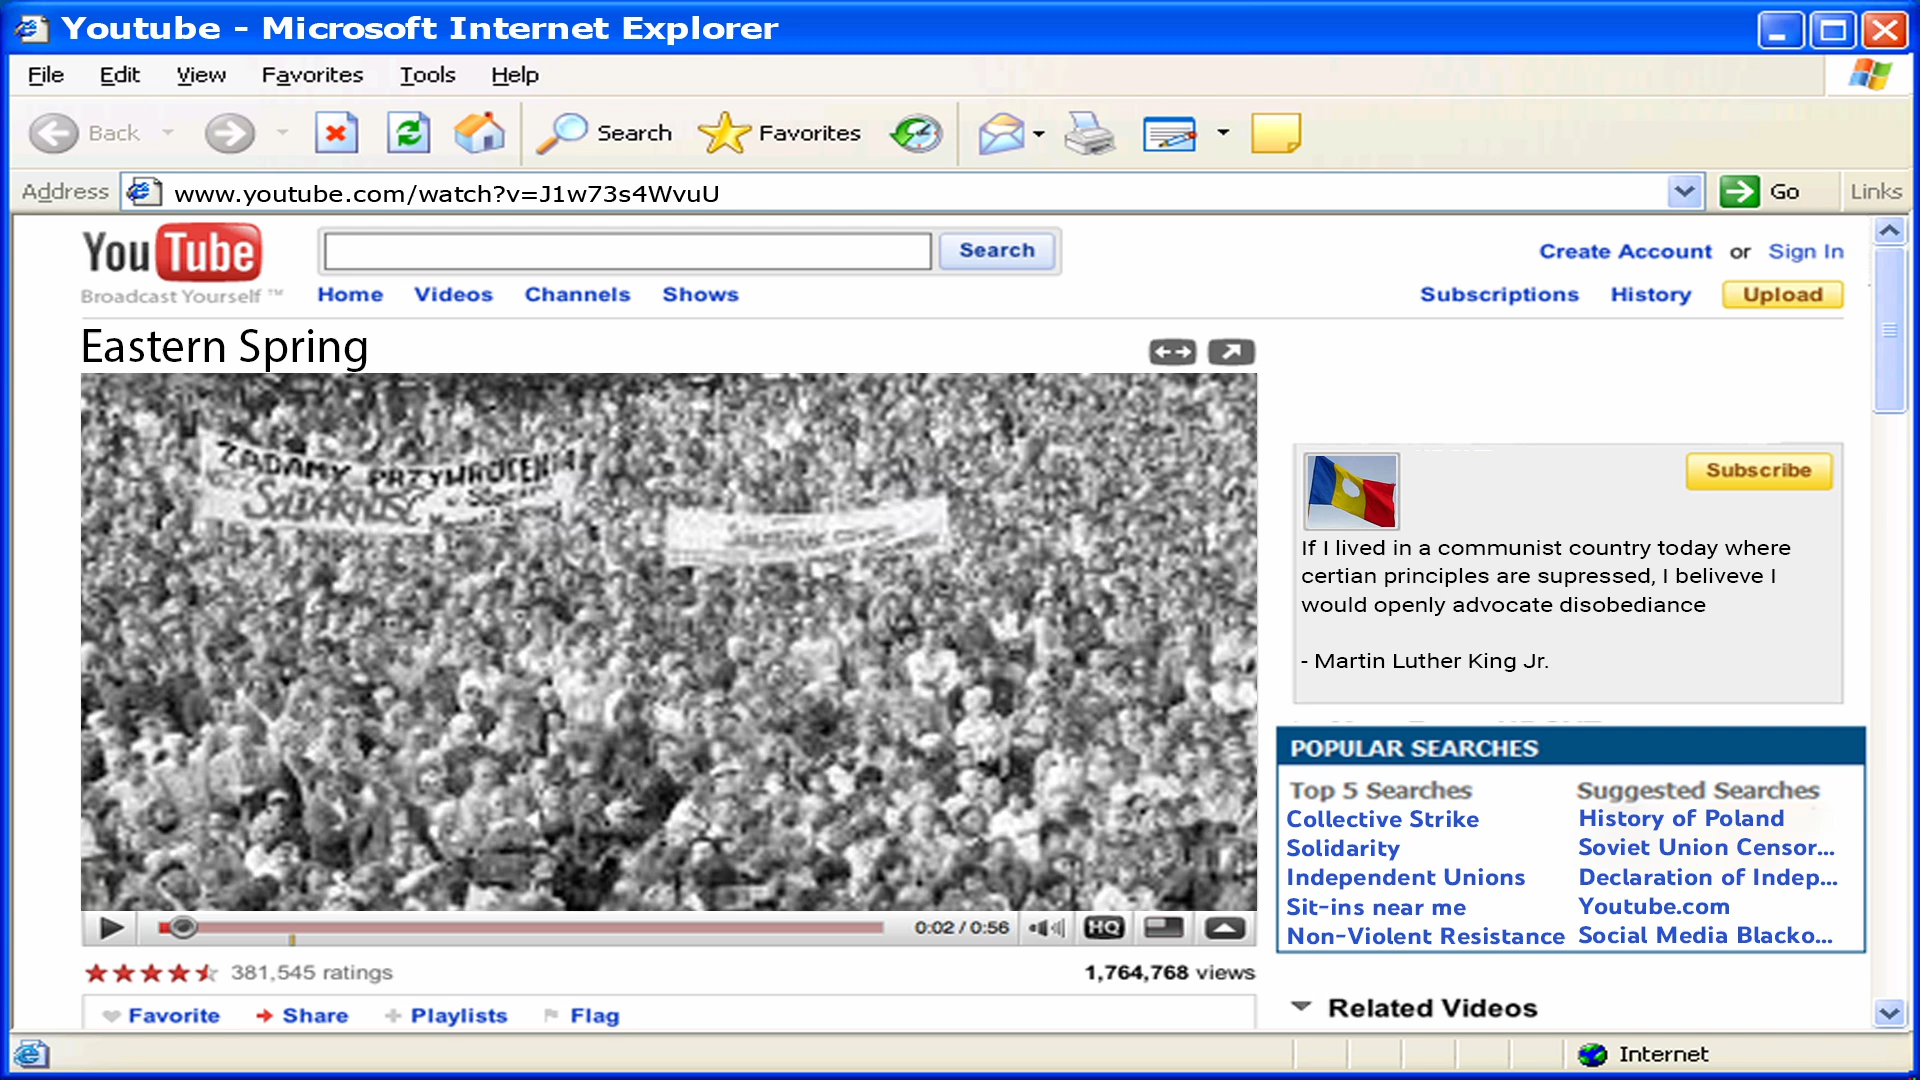 Youtube - Microsoft Internet Explorer
File Edit View Favorites Tools Help
Back Search Favorites
Address www.youtube.com/watch?v=J1w73s4WvuU Go Links
YouTube Search Create Account or Sign In
Broadcast Yourself ™ Home Videos Channels Shows Subscriptions History Upload
Eastern Spring
ŻĄDAMY PRZYWRÓCENIA
SOLIDARNOŚĆ
Subscribe
If I lived in a communist country today where
certian principles are supressed, I beliveve I
would openly advocate disobediance
- Martin Luther King Jr.
POPULAR SEARCHES
Top 5 Searches Suggested Searches
Collective Strike History of Poland
Solidarity Soviet Union Censor...
Independent Unions Declaration of Indep...
Sit-ins near me Youtube.com
Non-Violent Resistance Social Media Blacko...
0:02 / 0:56 HQ
381,545 ratings 1,764,768 views
Favorite Share Playlists Flag
Related Videos
Internet